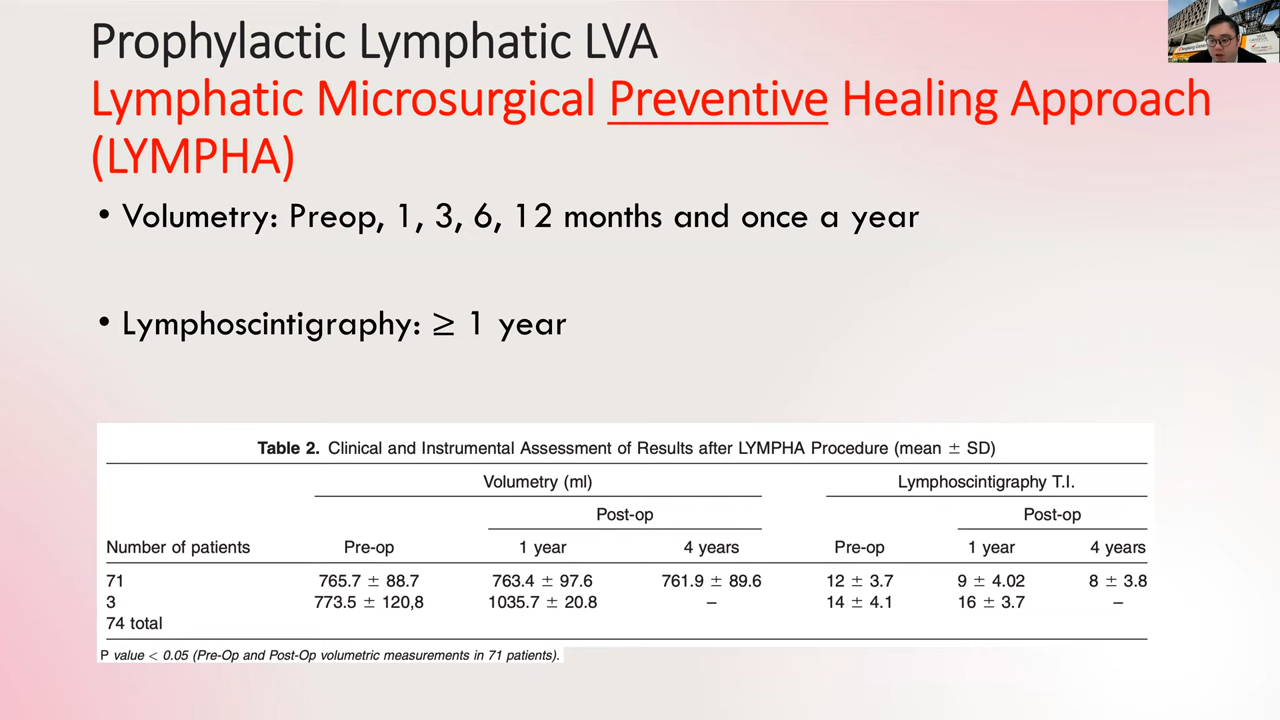 Prophylactic Lymphatic LVA
Lymphatic Microsurgical Preventive Healing Approach
(LYMPHA)
• Volumetry: Preop, 1, 3, 6, 12 months and once a year
• Lymphoscintigraphy: ≥ 1 year
Table 2. Clinical and Instrumental Assessment of Results after LYMPHA Procedure (mean ± SD)
Volumetry (ml) Lymphoscintigraphy T.I.
Post-op Post-op
Number of patients Pre-op 1 year 4 years Pre-op 1 year 4 years
71 765.7 ± 88.7 763.4 ± 97.6 761.9 ± 89.6 12 ± 3.7 9 ± 4.02 8 ± 3.8
3 773.5 ± 120,8 1035.7 ± 20.8 – 14 ± 4.1 16 ± 3.7 –
74 total
P value < 0.05 (Pre-Op and Post-Op volumetric measurements in 71 patients).